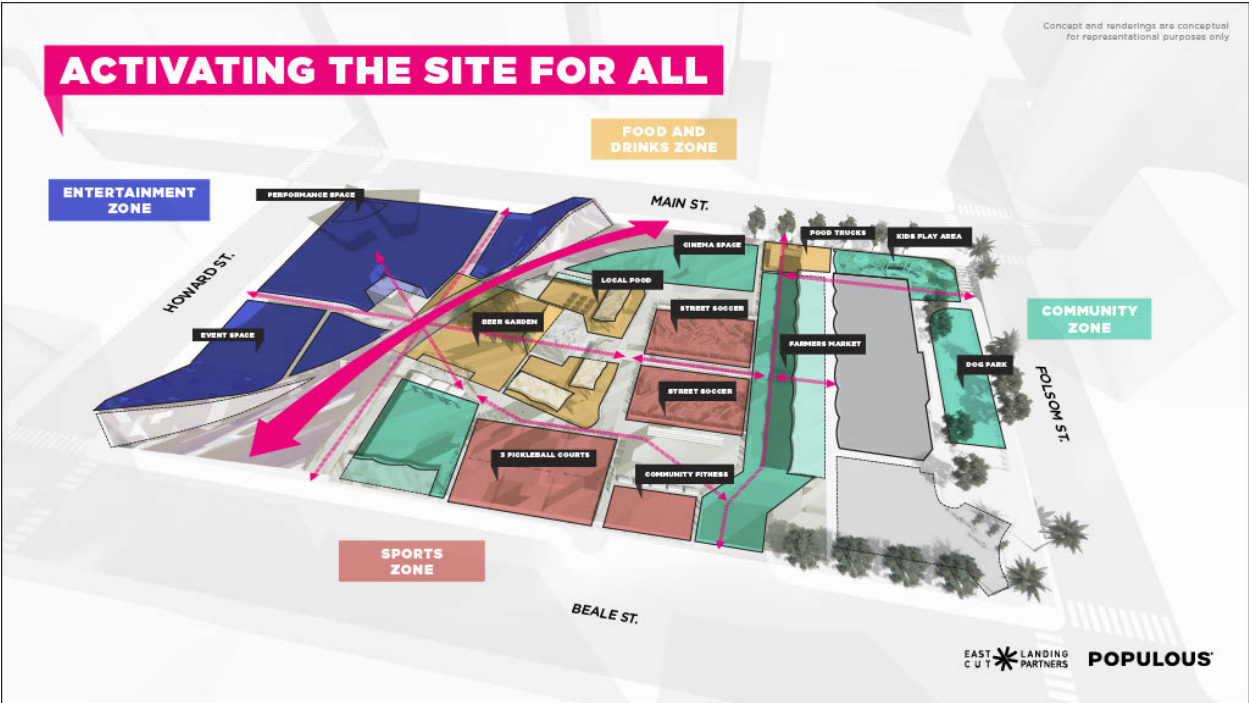 Concept and renderings are conceptual
for representational purposes only
ACTIVATING THE SITE FOR ALL
FOOD AND
DRINKS ZONE
ENTERTAINMENT
ZONE
PERFORMANCE SPACE
MAIN ST.
FOOD TRUCKS
KIDS PLAY AREA
CINEMA SPACE
HOWARD ST.
LOCAL FOOD
STREET SOCCER
COMMUNITY
ZONE
BEER GARDEN
EVENT SPACE
FARMERS MARKET
DOG PARK
STREET SOCCER
FOLSOM ST.
3 PICKLEBALL COURTS
COMMUNITY FITNESS
SPORTS
ZONE
BEALE ST.
EAST LANDING
CUT PARTNERS
POPULOUS